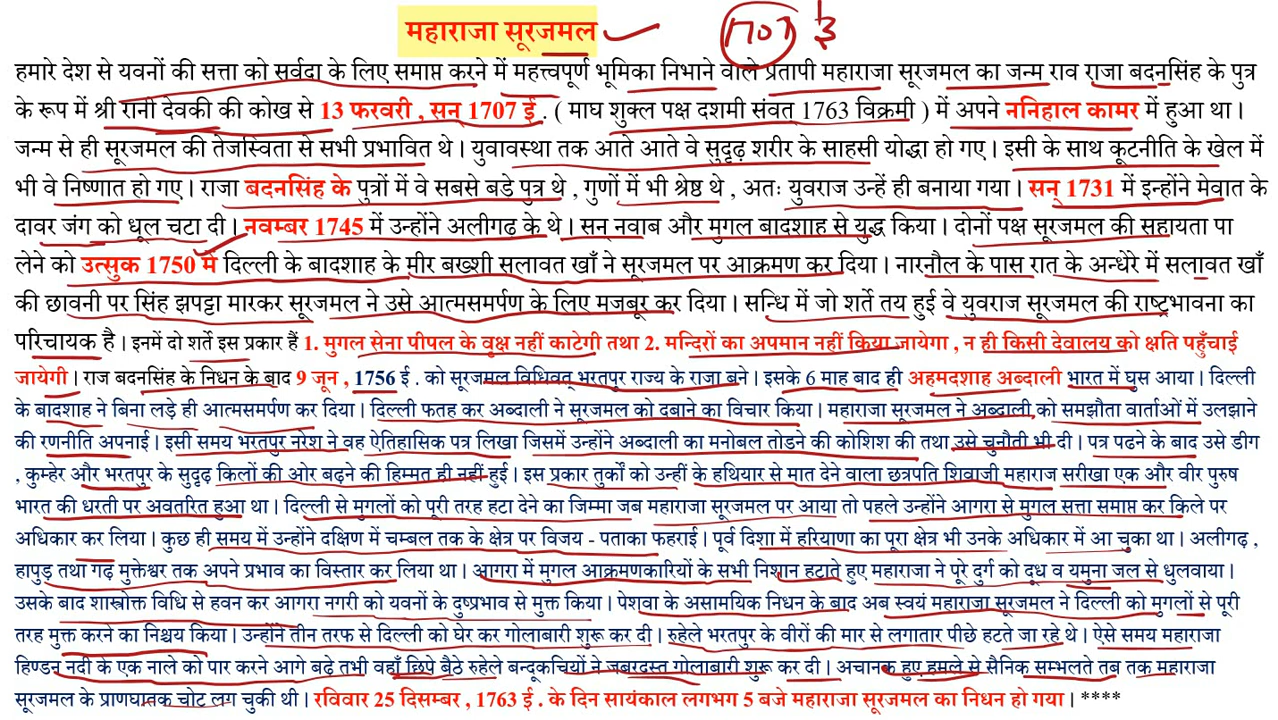 महाराजा सूरजमल
1707 ई
हमारे देश से यवनों की सत्ता को सर्वदा के लिए समाप्त करने में महत्त्वपूर्ण भूमिका निभाने वाले प्रतापी महाराजा सूरजमल का जन्म राव राजा बदनसिंह के पुत्र
के रूप में श्री रानी देवकी की कोख से 13 फरवरी , सन् 1707 ई . ( माघ शुक्ल पक्ष दशमी संवत 1763 विक्रमी ) में अपने ननिहाल कामर में हुआ था ।
जन्म से ही सूरजमल की तेजस्विता से सभी प्रभावित थे । युवावस्था तक आते आते वे सुदृढ़ शरीर के साहसी योद्धा हो गए । इसी के साथ कूटनीति के खेल में
भी वे निष्णात हो गए । राजा बदनसिंह के पुत्रों में वे सबसे बडे पुत्र थे , गुणों में भी श्रेष्ठ थे , अतः युवराज उन्हें ही बनाया गया । सन् 1731 में इन्होंने मेवात के
दावर जंग को धूल चटा दी । नवम्बर 1745 में उन्होंने अलीगढ के थे । सन् नवाब और मुगल बादशाह से युद्ध किया । दोनों पक्ष सूरजमल की सहायता पा
लेने को उत्सुक 1750 में दिल्ली के बादशाह के मीर बख्शी सलावत खाँ ने सूरजमल पर आक्रमण कर दिया । नारनौल के पास रात के अन्धेरे में सलावत खाँ
की छावनी पर सिंह झपट्टा मारकर सूरजमल ने उसे आत्मसमर्पण के लिए मजबूर कर दिया । सन्धि में जो शर्ते तय हुई वे युवराज सूरजमल की राष्ट्रभावना का
परिचायक है । इनमें दो शर्ते इस प्रकार हैं 1. मुगल सेना पीपल के वृक्ष नहीं काटेगी तथा 2. मन्दिरों का अपमान नहीं किया जायेगा , न ही किसी देवालय को क्षति पहुँचाई
जायेगी । राज बदनसिंह के निधन के बाद 9 जून , 1756 ई . को सूरजमल विधिवत् भरतपुर राज्य के राजा बने । इसके 6 माह बाद ही अहमदशाह अब्दाली भारत में घुस आया । दिल्ली
के बादशाह ने बिना लड़े ही आत्मसमर्पण कर दिया । दिल्ली फतह कर अब्दाली ने सूरजमल को दबाने का विचार किया । महाराजा सूरजमल ने अब्दाली को समझौता वार्ताओं में उलझाने
की रणनीति अपनाई । इसी समय भरतपुर नरेश ने वह ऐतिहासिक पत्र लिखा जिसमें उन्होंने अब्दाली का मनोबल तोडने की कोशिश की तथा उसे चुनौती भी दी । पत्र पढने के बाद उसे डीग
, कुम्हेर और भरतपुर के सुदृढ़ किलों की ओर बढ़ने की हिम्मत ही नहीं हुई । इस प्रकार तुर्कों को उन्हीं के हथियार से मात देने वाला छत्रपति शिवाजी महाराज सरीखा एक और वीर पुरुष
भारत की धरती पर अवतरित हुआ था । दिल्ली से मुगलों को पूरी तरह हटा देने का जिम्मा जब महाराजा सूरजमल पर आया तो पहले उन्होंने आगरा से मुगल सत्ता समाप्त कर किले पर
अधिकार कर लिया । कुछ ही समय में उन्होंने दक्षिण में चम्बल तक के क्षेत्र पर विजय - पताका फहराई । पूर्व दिशा में हरियाणा का पूरा क्षेत्र भी उनके अधिकार में आ चुका था । अलीगढ़ ,
हापुड़ तथा गढ़ मुक्तेश्वर तक अपने प्रभाव का विस्तार कर लिया था । आगरा में मुगल आक्रमणकारियों के सभी निशान हटाते हुए महाराजा ने पूरे दुर्ग को दूध व यमुना जल से धुलवाया ।
उसके बाद शास्त्रोक्त विधि से हवन कर आगरा नगरी को यवनों के दुष्प्रभाव से मुक्त किया । पेशवा के असामयिक निधन के बाद अब स्वयं महाराजा सूरजमल ने दिल्ली को मुगलों से पूरी
तरह मुक्त करने का निश्चय किया । उन्होंने तीन तरफ से दिल्ली को घेर कर गोलाबारी शुरू कर दी । रुहेले भरतपुर के वीरों की मार से लगातार पीछे हटते जा रहे थे । ऐसे समय महाराजा
हिण्डन नदी के एक नाले को पार करने आगे बढ़े तभी वहाँ छिपे बैठे रुहेले बन्दूकचियों ने जबरदस्त गोलाबारी शुरू कर दी । अचानक हुए हमले से सैनिक सम्भलते तब तक महाराजा
सूरजमल के प्राणघातक चोट लग चुकी थी । रविवार 25 दिसम्बर , 1763 ई . के दिन सायंकाल लगभग 5 बजे महाराजा सूरजमल का निधन हो गया । ****